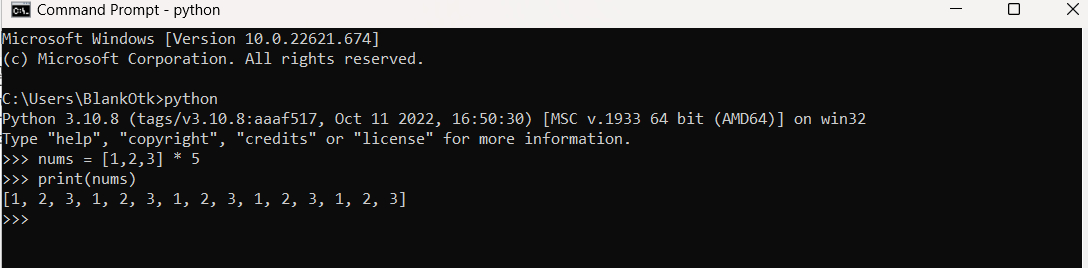 Command Prompt - python
Microsoft Windows [Version 10.0.22621.674]
(c) Microsoft Corporation. All rights reserved.
C:\Users\BlankOtk>python
Python 3.10.8 (tags/v3.10.8:aaaf517, Oct 11 2022, 16:50:30) [MSC v.1933 64 bit (AMD64)] on win32
Type "help", "copyright", "credits" or "license" for more information.
>>> nums = [1,2,3] * 5
>>> print(nums)
[1, 2, 3, 1, 2, 3, 1, 2, 3, 1, 2, 3, 1, 2, 3]
>>>